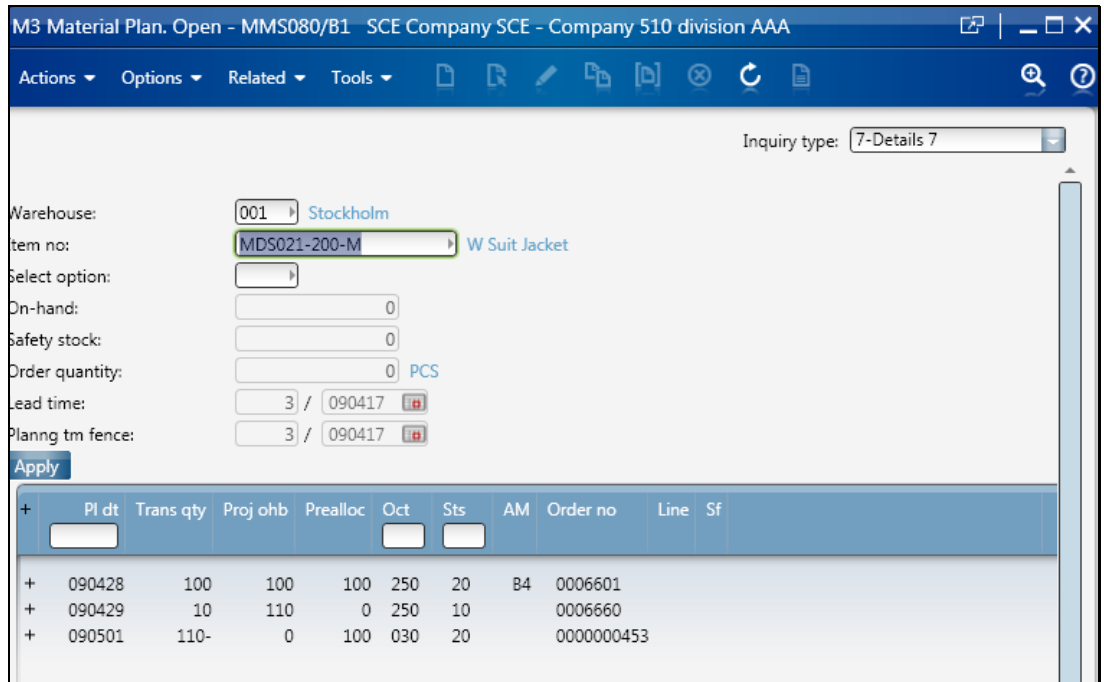 M3 Material Plan. Open - MMS080/B1 SCE Company SCE - Company 510 division AAA
Actions Options Related Tools
Inquiry type: 7-Details 7
Warehouse: 001 Stockholm
Item no: MDS021-200-M W Suit Jacket
Select option:
On-hand: 0
Safety stock: 0
Order quantity: 0 PCS
Lead time: 3 / 090417
Planng tm fence: 3 / 090417
Apply
+ Pl dt Trans qty Proj ohb Prealloc Oct Sts AM Order no Line Sf
+ 090428 100 100 100 250 20 B4 0006601
+ 090429 10 110 0 250 10 0006660
+ 090501 110- 0 100 030 20 0000000453